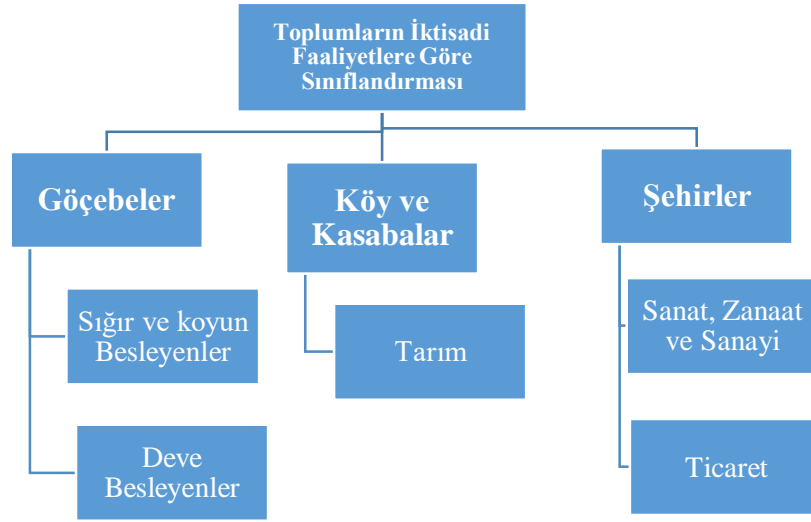 Toplumların İktisadi
Faaliyetlere Göre
Sınıflandırması
Göçebeler
Sığır ve koyun
Besleyenler
Deve
Besleyenler
Köy ve
Kasabalar
Tarım
Şehirler
Sanat, Zanaat
ve Sanayi
Ticaret